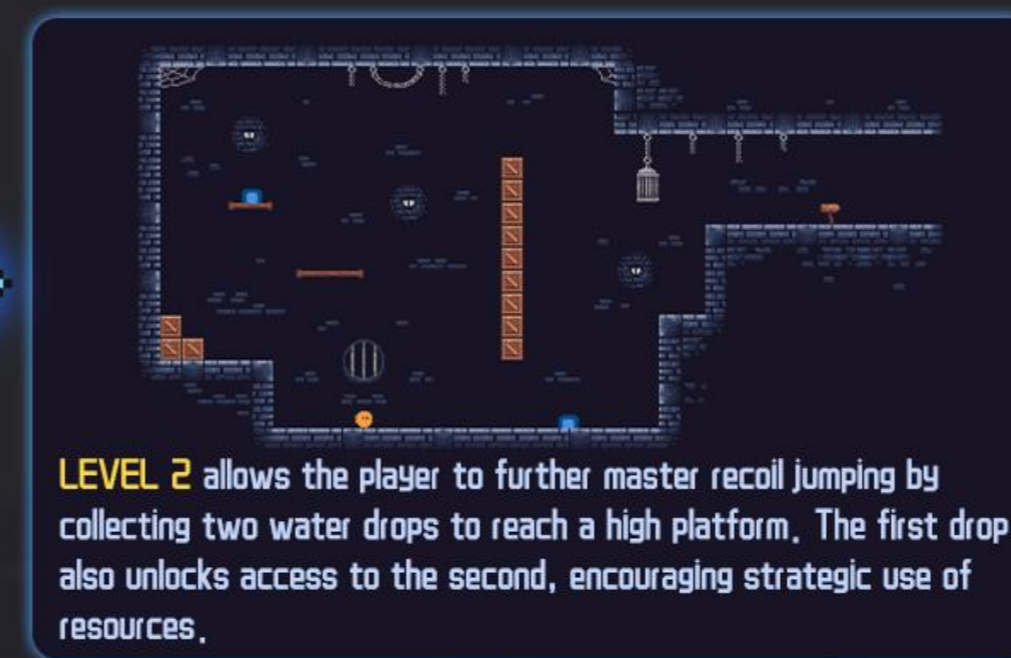 LEVEL 2 allows the player to further master recoil jumping by
collecting two water drops to reach a high platform. The first drop
also unlocks access to the second, encouraging strategic use of
resources.